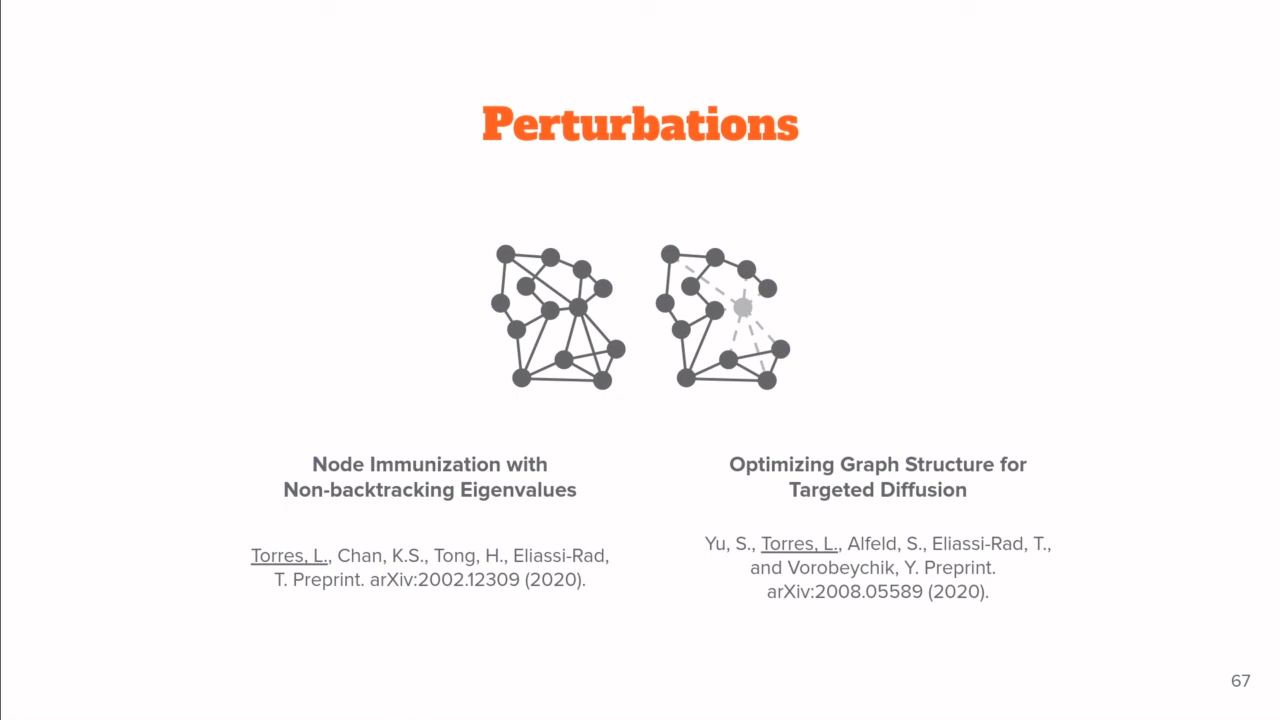 Perturbations
Node Immunization with
Non-backtracking Eigenvalues
Torres, L., Chan, K.S., Tong, H., Eliassi-Rad,
T. Preprint. arXiv:2002.12309 (2020).
Optimizing Graph Structure for
Targeted Diffusion
Yu, S., Torres, L., Alfeld, S., Eliassi-Rad, T.,
and Vorobeychik, Y. Preprint.
arXiv:2008.05589 (2020).
67